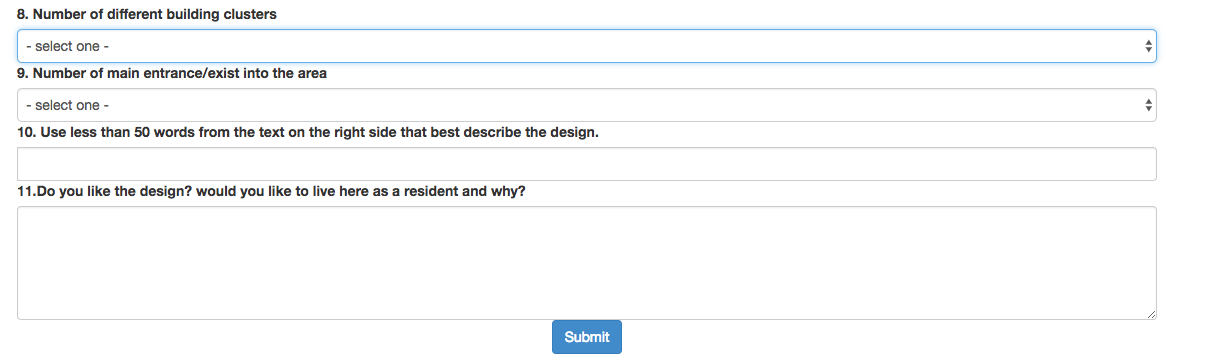 8. Number of different building clusters
- select one -
9. Number of main entrance/exist into the area
- select one -
10. Use less than 50 words from the text on the right side that best describe the design.
11.Do you like the design? would you like to live here as a resident and why?
Submit